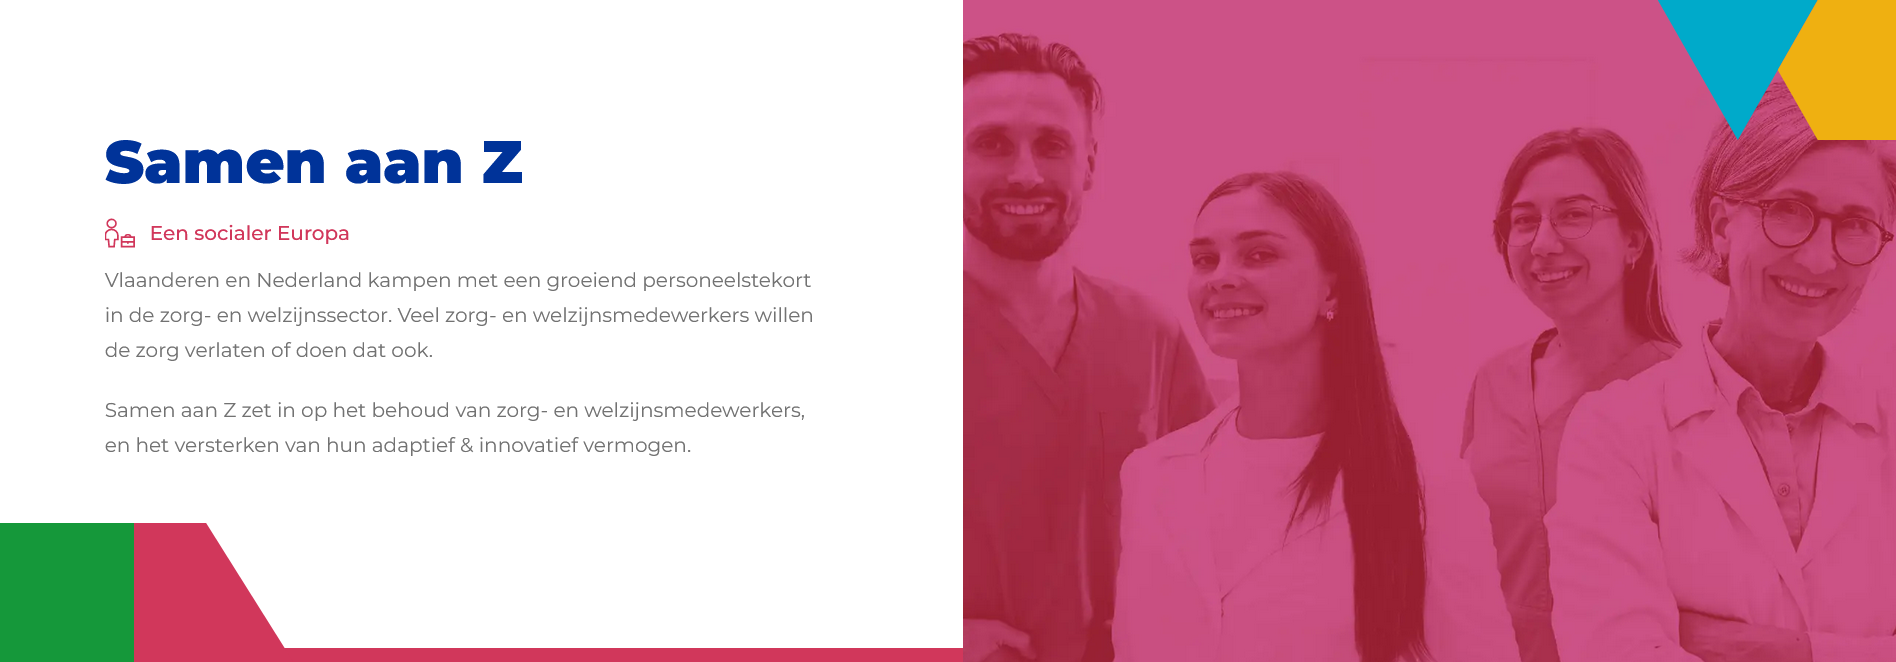 Samen aan Z
Een socialer Europa
Vlaanderen en Nederland kampen met een groeiend personeelstekort
in de zorg- en welzijnssector. Veel zorg- en welzijnsmedewerkers willen
de zorg verlaten of doen dat ook.
Samen aan Z zet in op het behoud van zorg- en welzijnsmedewerkers,
en het versterken van hun adaptief & innovatief vermogen.